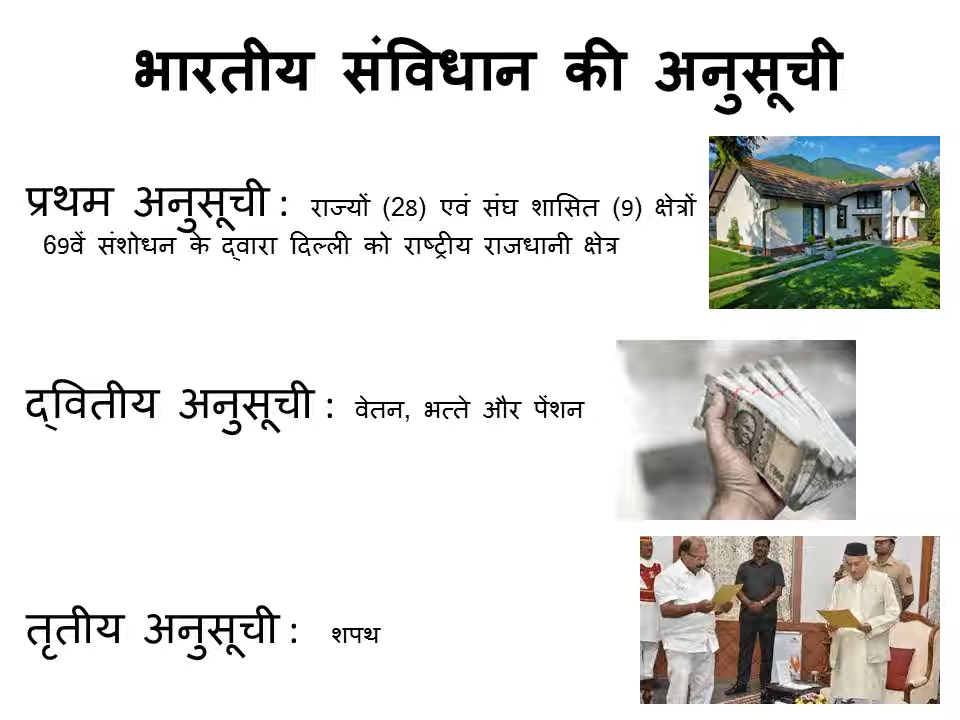 भारतीय संविधान की अनुसूची
प्रथम अनुसूची : राज्यों (28) एवं संघ शासित (9) क्षेत्रों
69वें संशोधन के द्वारा दिल्ली को राष्ट्रीय राजधानी क्षेत्र
द्वितीय अनुसूची : वेतन, भत्ते और पेंशन
तृतीय अनुसूची : शपथ